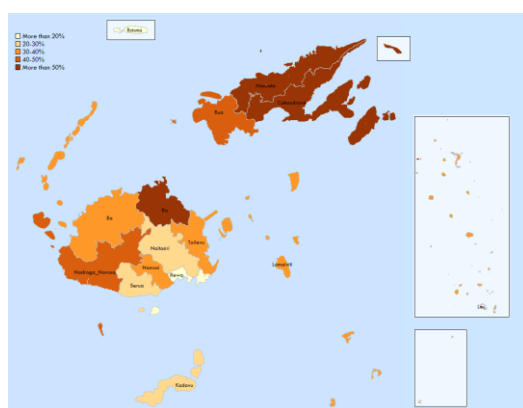 Rotuma
More than 20%
20-30%
30-40%
40-50%
More than 50%
Macuata
Cakaudrove
Bua
Ra
Ba
Tailevu
Naitasiri
Lomaiviti
Namosi
Nadroga_Navosa
Rewa
Serua
Lau
Kadavu